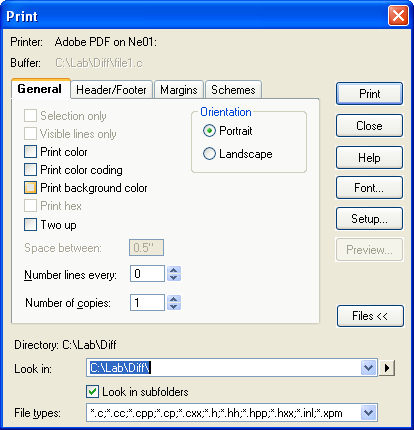 Print
Printer: Adobe PDF on Ne01:
Buffer: C:\Lab\Diff\file1.c
General Header/Footer Margins Schemes
Selection only
Visible lines only
Print color
Print color coding
Print background color
Print hex
Two up
Space between: 0.5"
Number lines every: 0
Number of copies: 1
Orientation
Portrait
Landscape
Print
Close
Help
Font...
Setup...
Preview...
Files <<
Directory: C:\Lab\Diff
Look in: C:\Lab\Diff\
Look in subfolders
File types: *.c;*.cc;*.cpp;*.cp;*.cxx;*.h;*.hh;*.hpp;*.hxx;*.inl;*.xpm